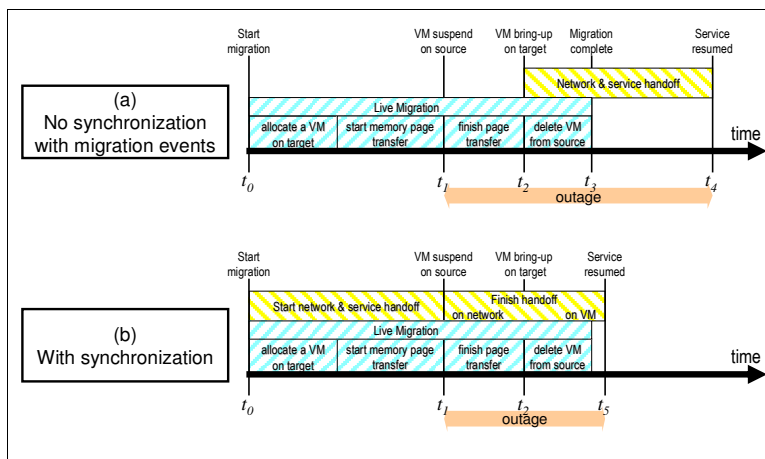 Start migration
VM suspend on source
VM bring-up on target
Migration complete
Service resumed
(a)
No synchronization
with migration events
Network & service handoff
Live Migration
allocate a VM on target
start memory page transfer
finish page transfer
delete VM from source
time
t0
t1
t2
t3
t4
outage
Start migration
VM suspend on source
VM bring-up on target
Service resumed
(b)
With synchronization
Start network & service handoff
Finish handoff
on network
on VM
Live Migration
allocate a VM on target
start memory page transfer
finish page transfer
delete VM from source
time
t0
t1
t2
t5
outage